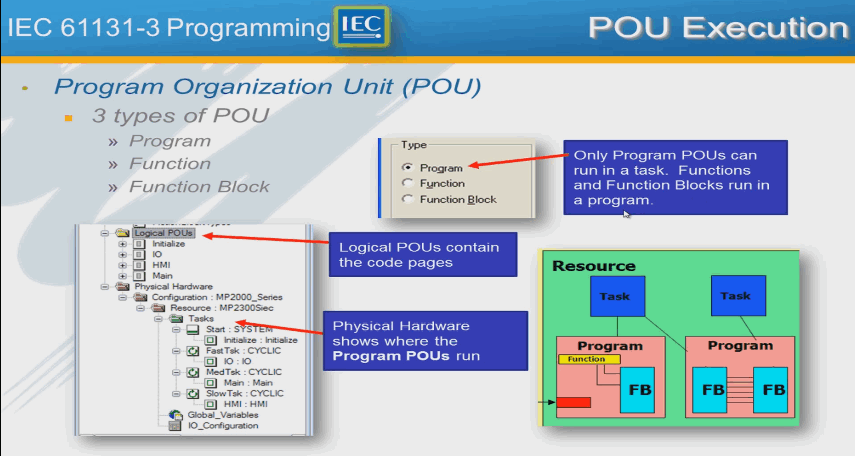 IEC 61131-3 Programming
IEC
POU Execution
Program Organization Unit (POU)
3 types of POU
» Program
» Function
» Function Block
Type
Program
Function
Function Block
Only Program POUs can
run in a task. Functions
and Function Blocks run in
a program.
Logical POUs
Initialize
IO
HMI
Main
Physical Hardware
Configuration : MP2000_Series
Resource : MP2300Siec
Tasks
Start : SYSTEM
Initialize : Initialize
FastTsk : CYCLIC
IO : IO
MedTsk : CYCLIC
Main : Main
SlowTsk : CYCLIC
HMI : HMI
Global_Variables
IO_Configuration
Logical POUs contain
the code pages
Physical Hardware
shows where the
Program POUs run
Resource
Task
Task
Program
Function
FB
Program
FB
FB